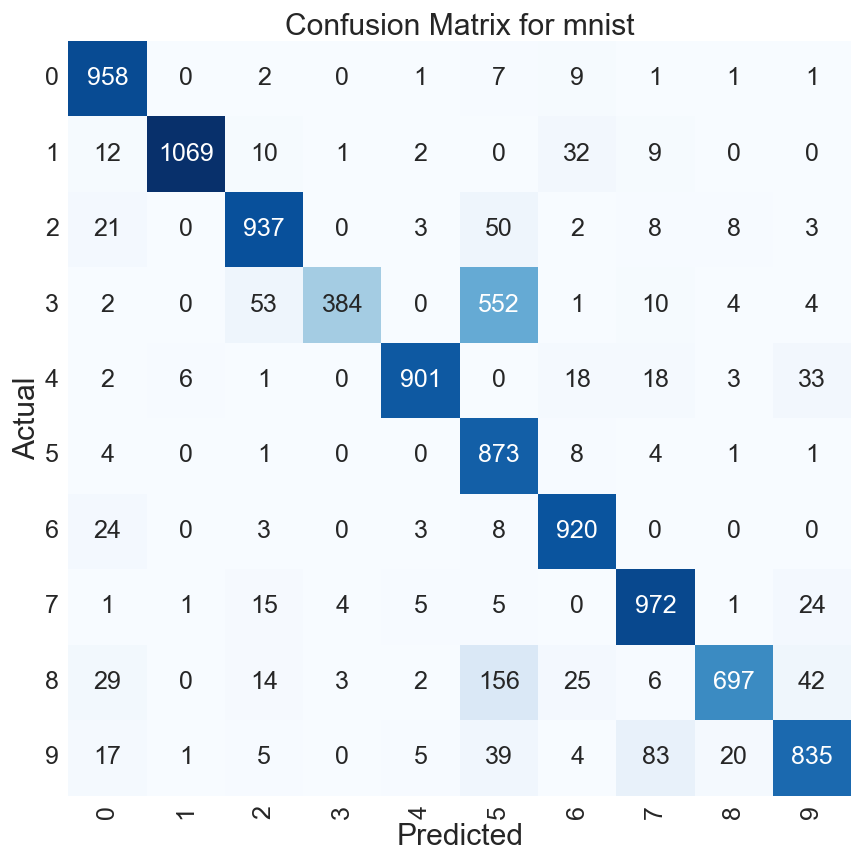 Confusion Matrix for mnist
0 958 0 2 0 1 7 9 1 1 1
1 12 1069 10 1 2 0 32 9 0 0
2 21 0 937 0 3 50 2 8 8 3
3 2 0 53 384 0 552 1 10 4 4
4 2 6 1 0 901 0 18 18 3 33
5 4 0 1 0 0 873 8 4 1 1
6 24 0 3 0 3 8 920 0 0 0
7 1 1 15 4 5 5 0 972 1 24
8 29 0 14 3 2 156 25 6 697 42
9 17 1 5 0 5 39 4 83 20 835
Actual
0 1 2 3 4 5 6 7 8 9
Predicted